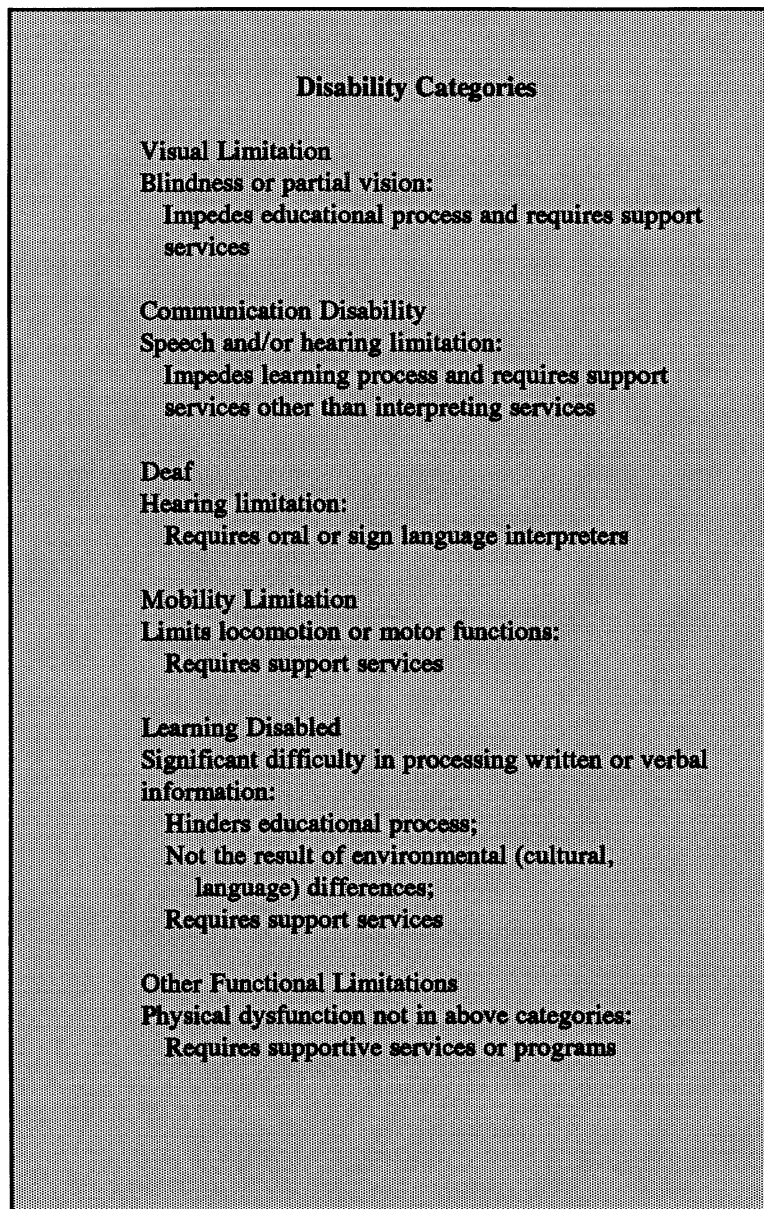 Disability Categories
Visual Limitation
Blindness or partial vision:
Impedes educational process and requires support
services
Communication Disability
Speech and/or hearing limitation:
Impedes learning process and requires support
services other than interpreting services
Deaf
Hearing limitation:
Requires oral or sign language interpreters
Mobility Limitation
Limits locomotion or motor functions:
Requires support services
Learning Disabled
Significant difficulty in processing written or verbal
information:
Hinders educational process;
Not the result of environmental (cultural,
language) differences;
Requires support services
Other Functional Limitations
Physical dysfunction not in above categories:
Requires supportive services or programs